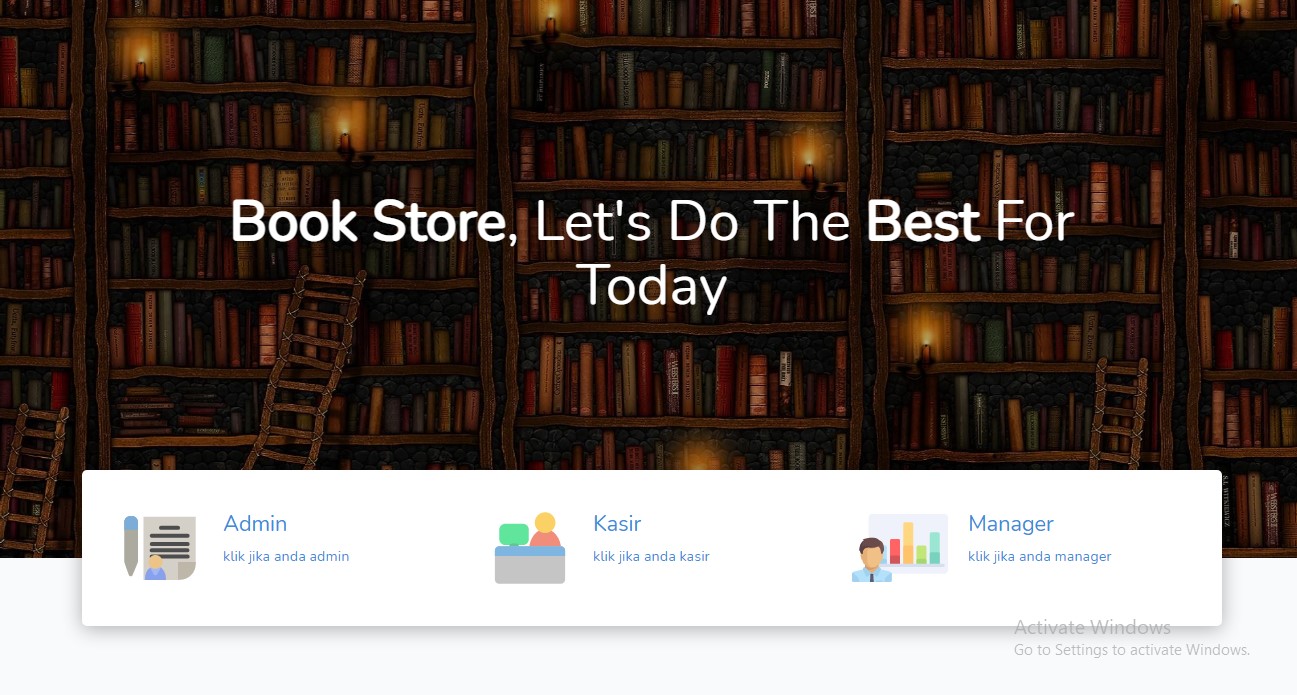 Book Store, Let's Do The Best For
Today
Admin
klik jika anda admin
Kasir
klik jika anda kasir
Manager
klik jika anda manager
Activate Windows
Go to Settings to activate Windows.